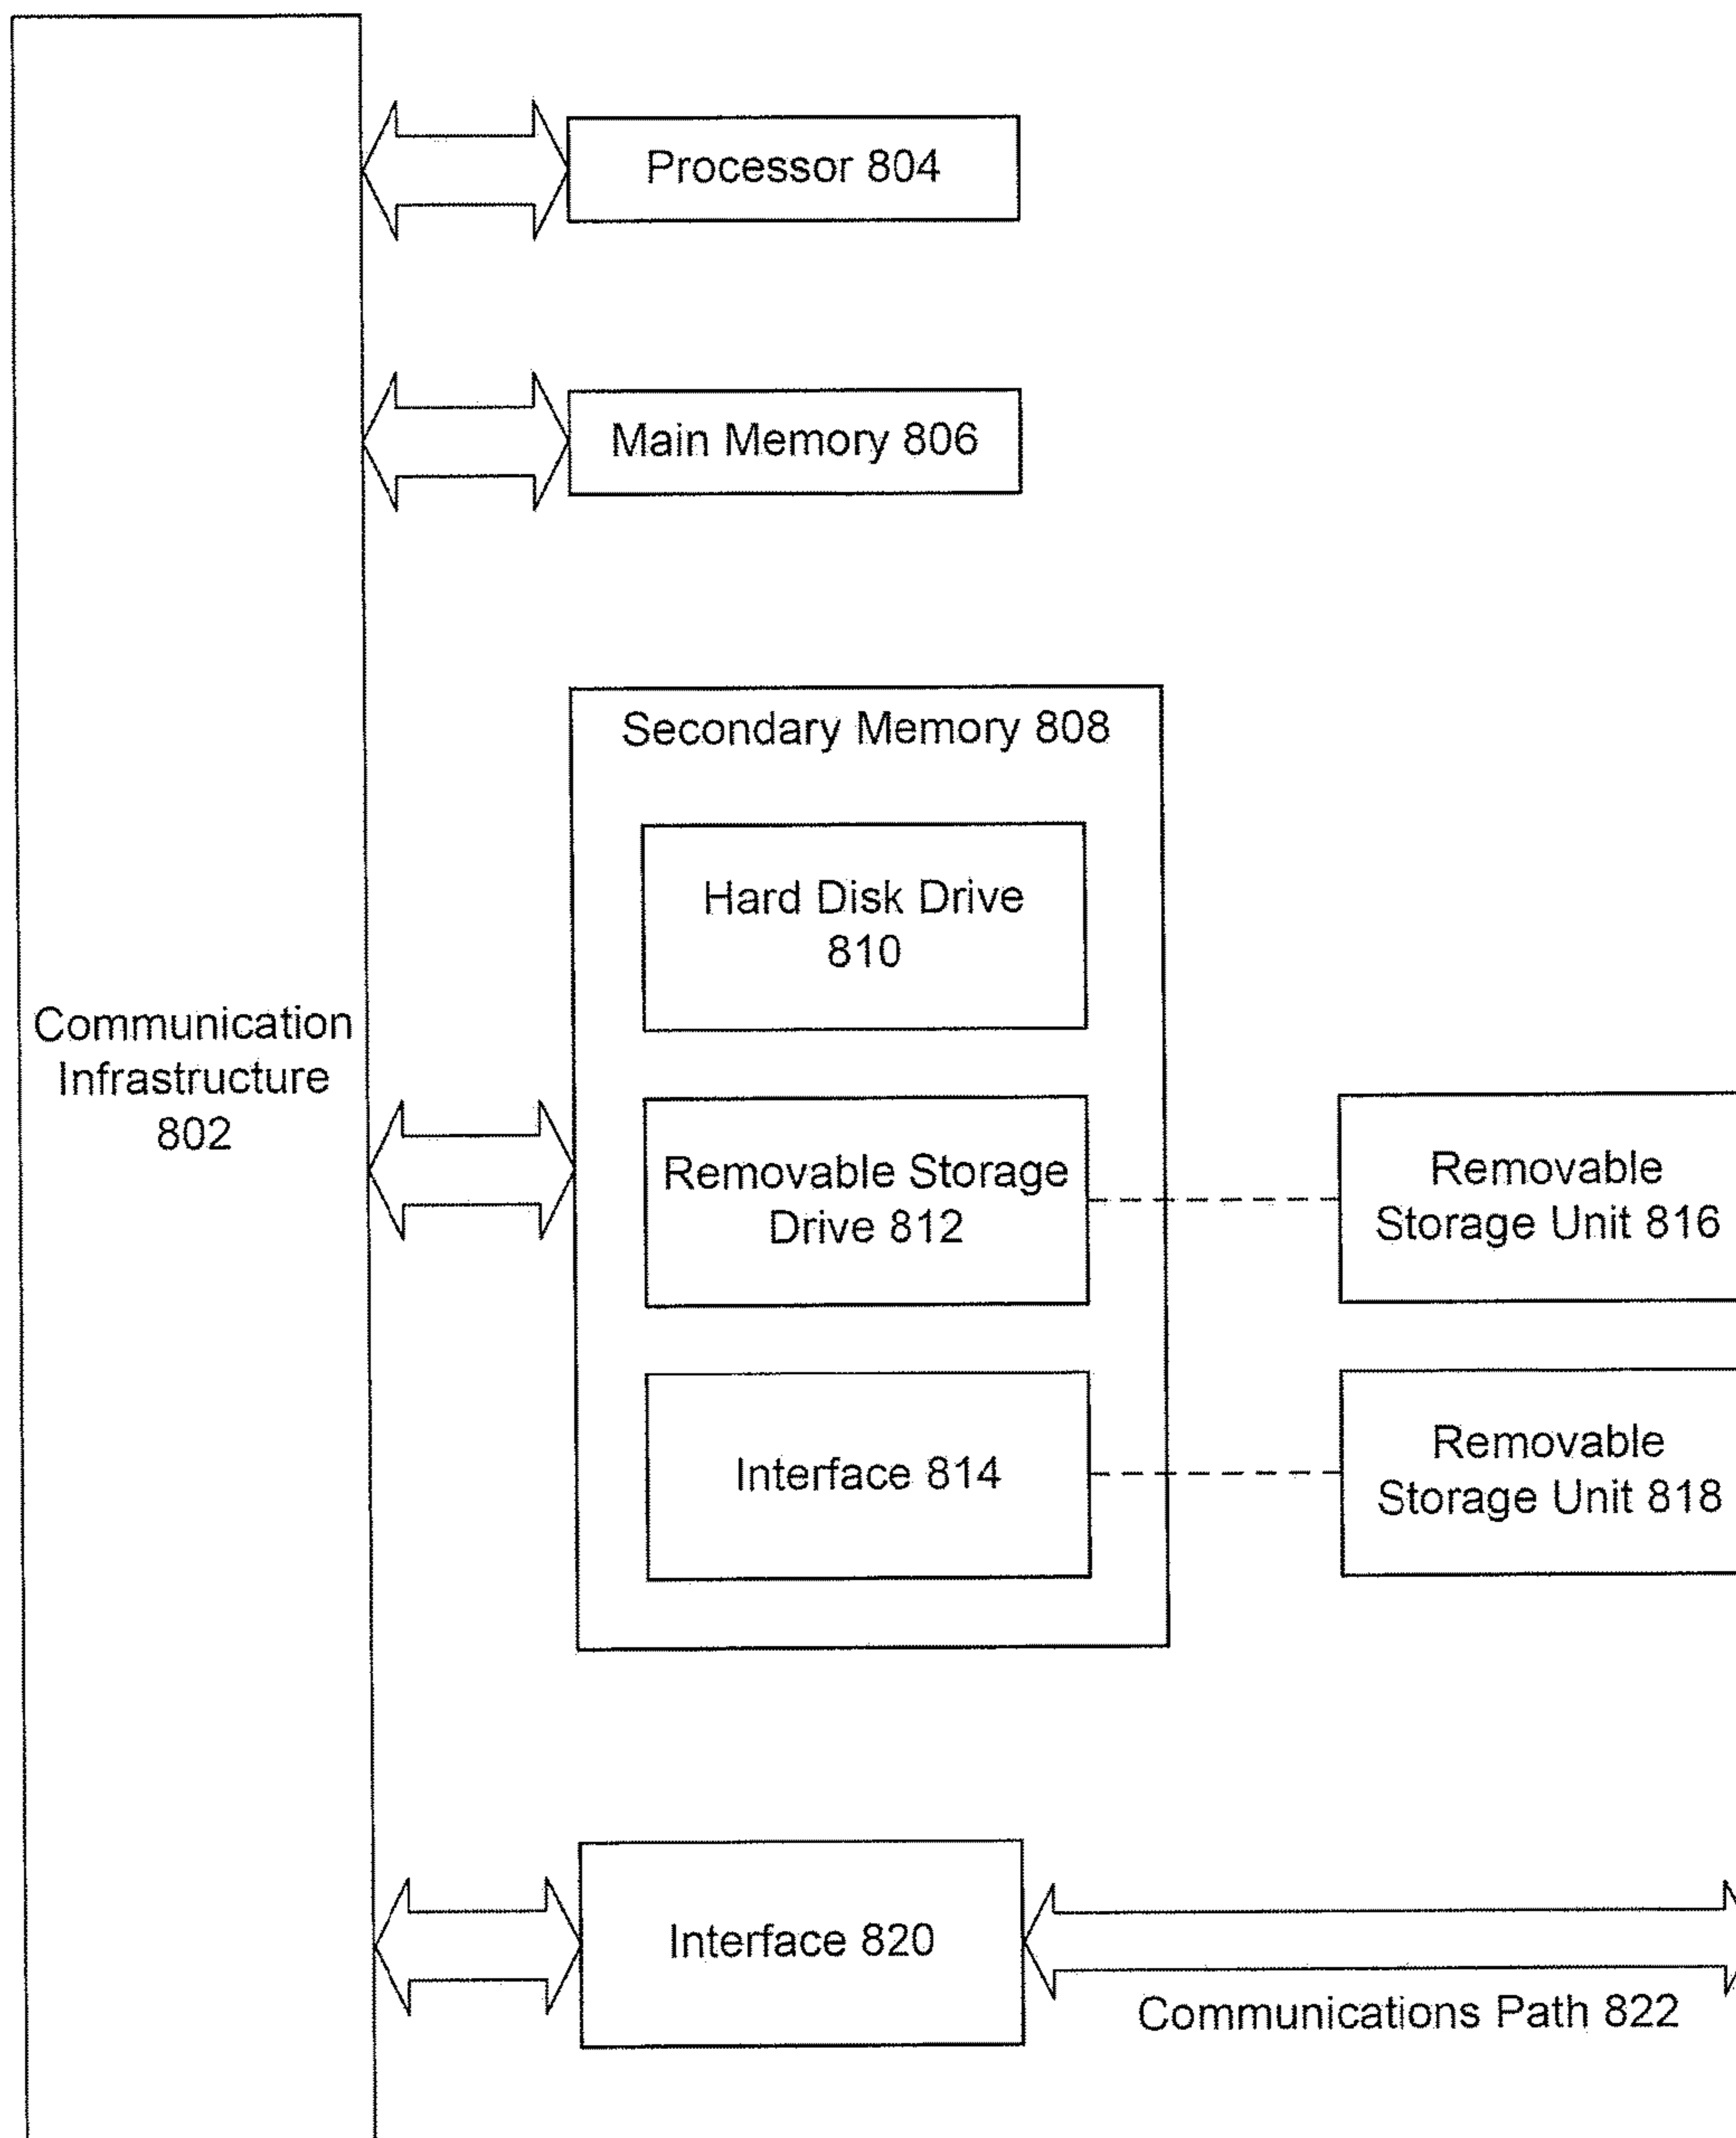 Processor 804
Main Memory 806
Secondary Memory 808
Hard Disk Drive
810
Communication
Infrastructure
802
Removable Storage
Drive 812
Removable
Storage Unit 816
Interface 814
Removable
Storage Unit 818
Interface 820
Communications Path 822